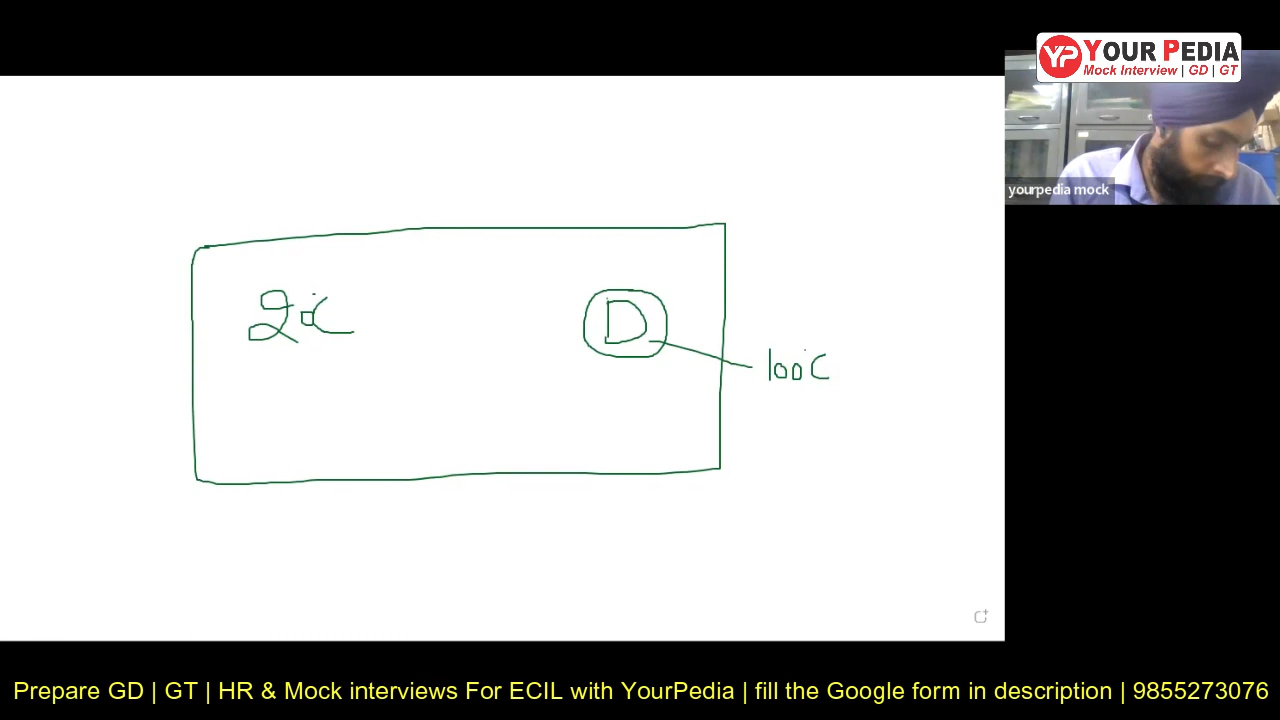 YP YOUR PEDIA
Mock Interview | GD | GT
yourpedia mock
20°C
D
100°C
Prepare GD | GT | HR & Mock interviews For ECIL with YourPedia | fill the Google form in description | 9855273076